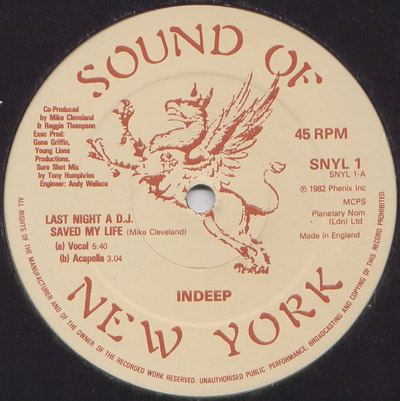 SOUND OF
Co-Produced
by Mike Cleveland
& Reggie Thompson
Exec Prod:
Gene Griffin,
Young Lions
Productions,
Sure Shot Mix
by Tony Humphries
Engineer: Andy Wallace
45 RPM
SNYL 1
SNYL 1-A
℗ 1982 Phenix Inc
MCPS
Planetary Nom
(Ldn) Ltd
Made in England
LAST NIGHT A D.J.
SAVED MY LIFE (Mike Cleveland)
(a) Vocal 5.40
(b) Acapella 3.04
INDEEP
NEW YORK
ALL RIGHTS OF THE MANUFACTURER AND OF THE OWNER OF THE RECORDED WORK RESERVED. UNAUTHORISED PUBLIC PERFORMANCE, BROADCASTING AND COPYING OF THIS RECORD PROHIBITED.